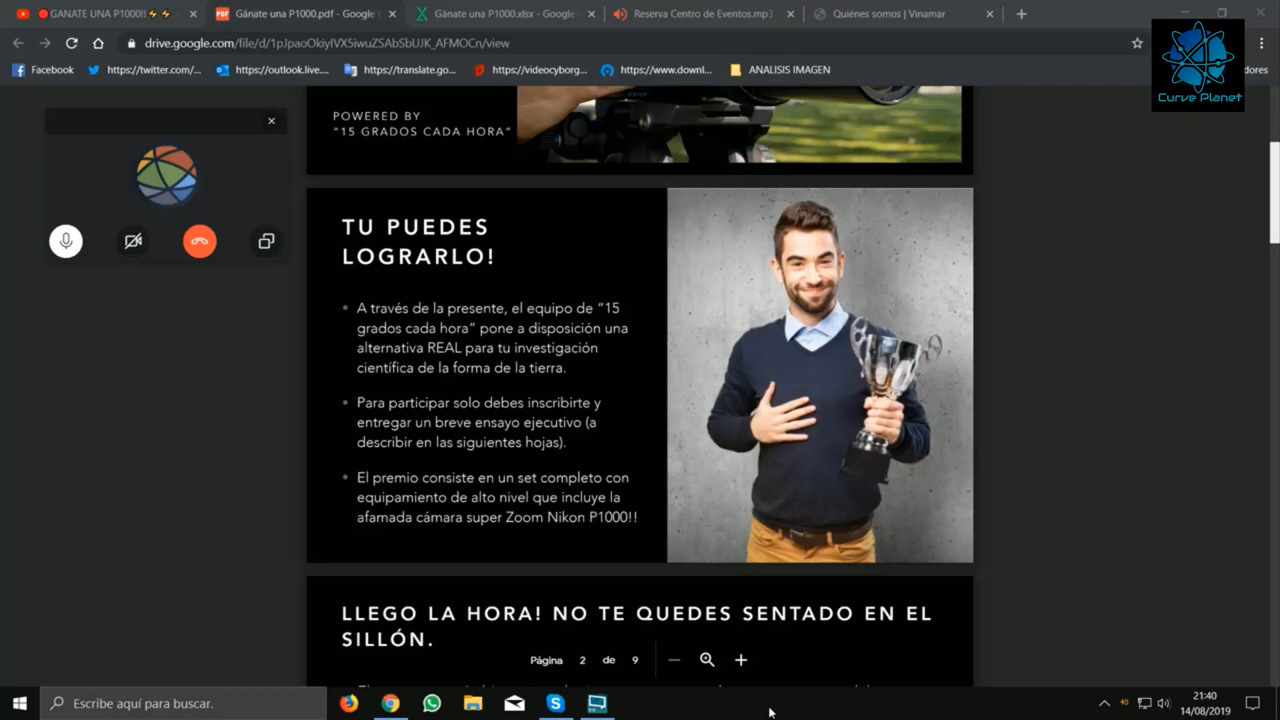 GANATE UNA P1000!!
Gánate una P1000.pdf - Google
Gánate una P1000.xlsx - Google
Reserva Centro de Eventos.mp3
Quiénes somos | Vinamar
drive.google.com/file/d/1pJpaoOkiyIVX5iwuZSAbSbUJK_AFMOCn/view
Facebook
https://twitter.com/...
https://outlook.live....
https://translate.go...
https://videocyborg...
https://www.downl...
ANALISIS IMAGEN
Curve Planet
POWERED BY
"15 GRADOS CADA HORA"
TU PUEDES
LOGRARLO!
A través de la presente, el equipo de "15
grados cada hora" pone a disposición una
alternativa REAL para tu investigación
científica de la forma de la tierra.
Para participar solo debes inscribirte y
entregar un breve ensayo ejecutivo (a
describir en las siguientes hojas).
El premio consiste en un set completo con
equipamiento de alto nivel que incluye la
afamada cámara super Zoom Nikon P1000!!
LLEGO LA HORA! NO TE QUEDES SENTADO EN EL
SILLÓN.
Página 2 de 9
Escribe aquí para buscar.
40
21:40
14/08/2019